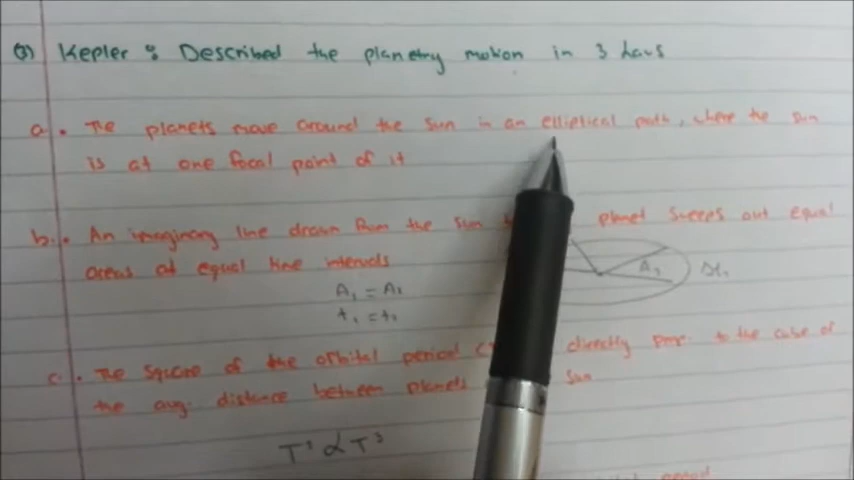 (3) Kepler : Described the planetry motion in 3 Laws
a. The planets move around the sun in an elliptical path, where the sun
is at one focal point of it
b. An imaginary line drawn from the sun planet sweeps out equal
areas at equal time intervals
A₁ = A₂
t₁ = t₂
c. The square of the orbital period directly prop. to the cube of
the avg. distance between planets sun
T² ∝ T³
period